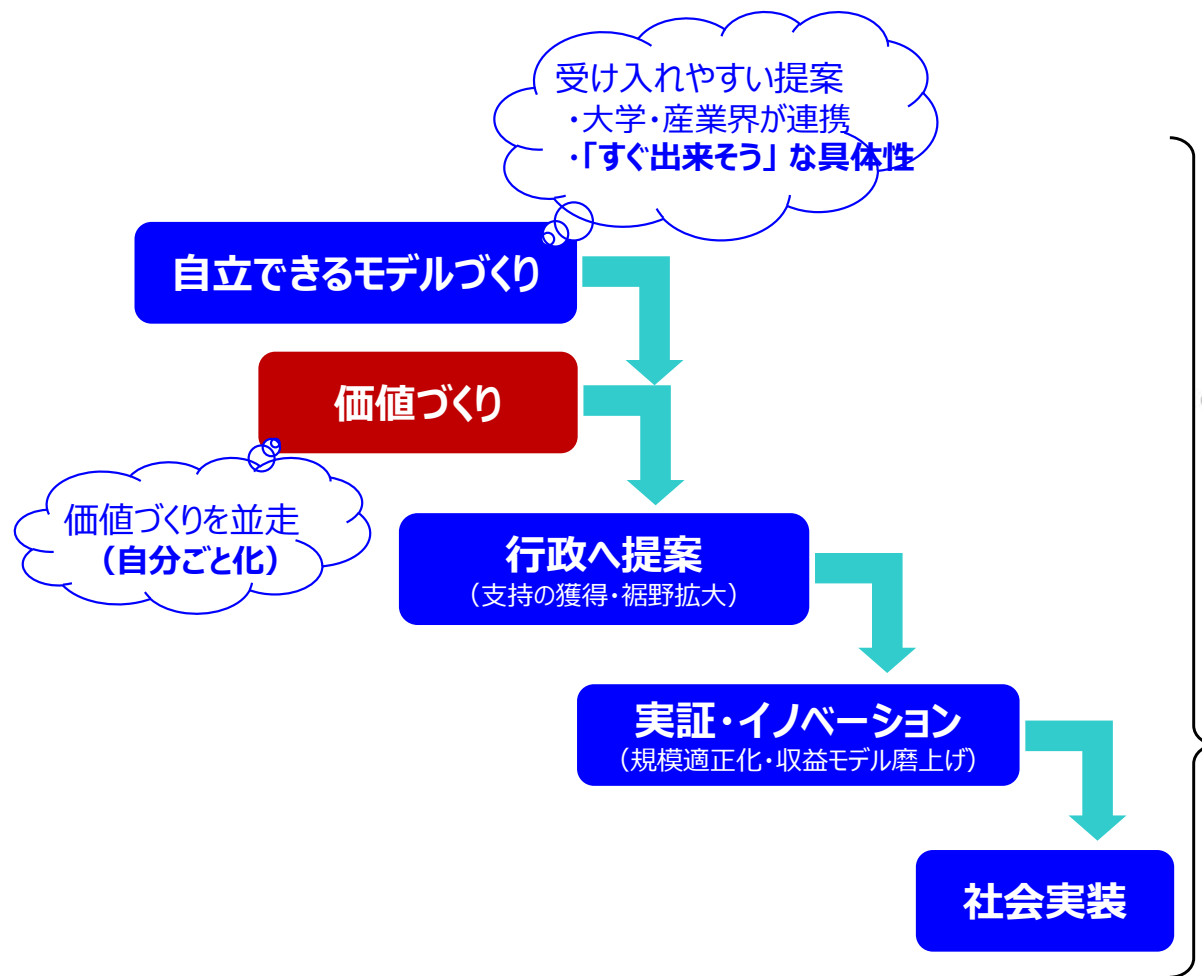 受け入れやすい提案
・大学・産業界が連携
・「すぐ出来そう」な具体性
自立できるモデルづくり
価値づくり
価値づくりを並走
（自分ごと化）
行政へ提案
（支持の獲得・裾野拡大）
実証・イノベーション
（規模適正化・収益モデル磨上げ）
社会実装